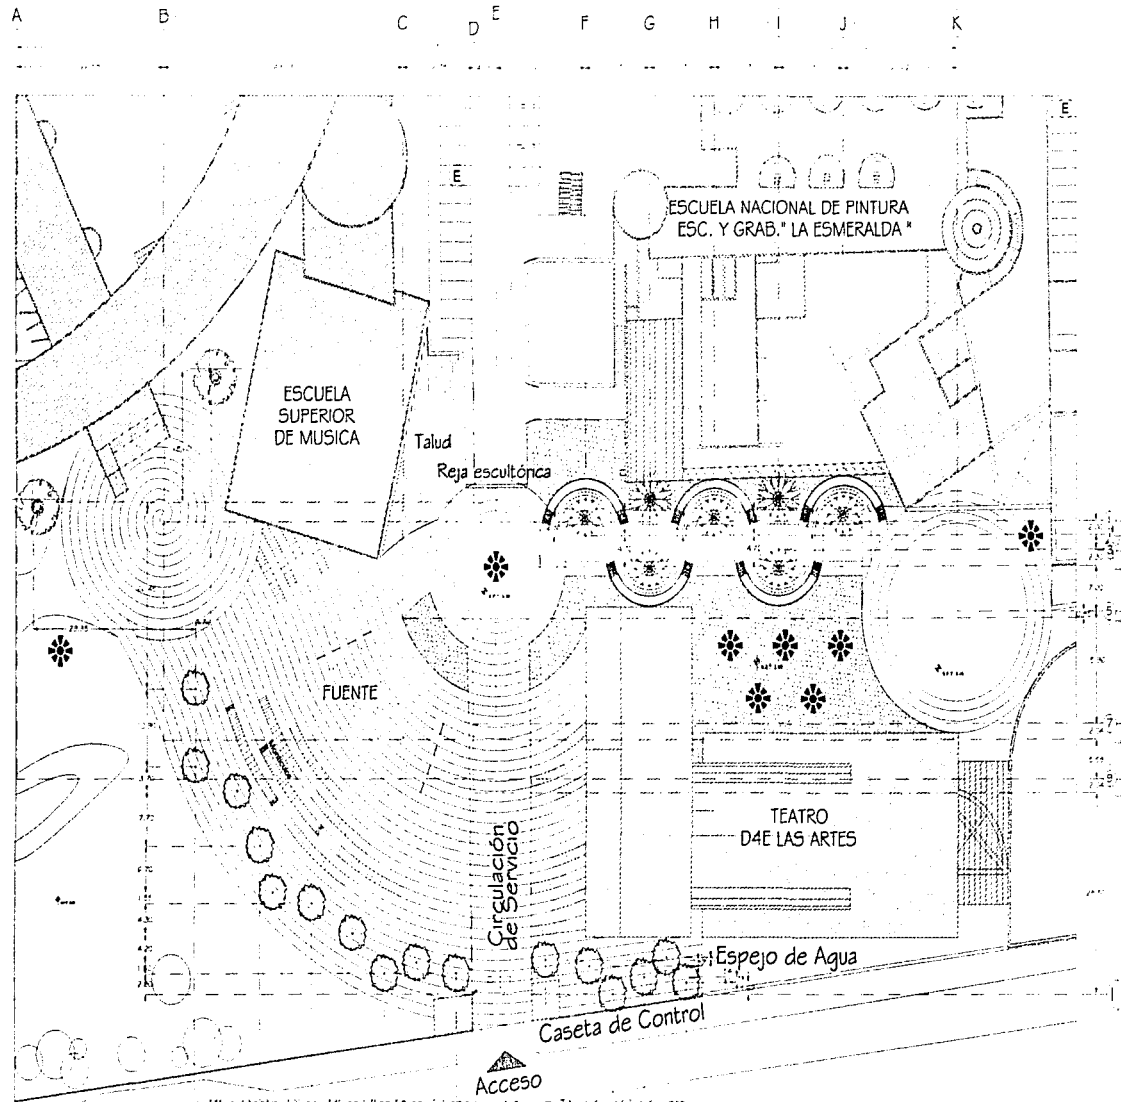 A B C D E F G H I J K
E
E
ESCUELA NACIONAL DE PINTURA
ESC. Y GRAB." LA ESMERALDA "
ESCUELA
SUPERIOR
DE MUSICA
Talud
Reja escultórica
FUENTE
TEATRO
D4E LAS ARTES
Circulación
de Servicio
Espejo de Agua
Caseta de Control
Acceso